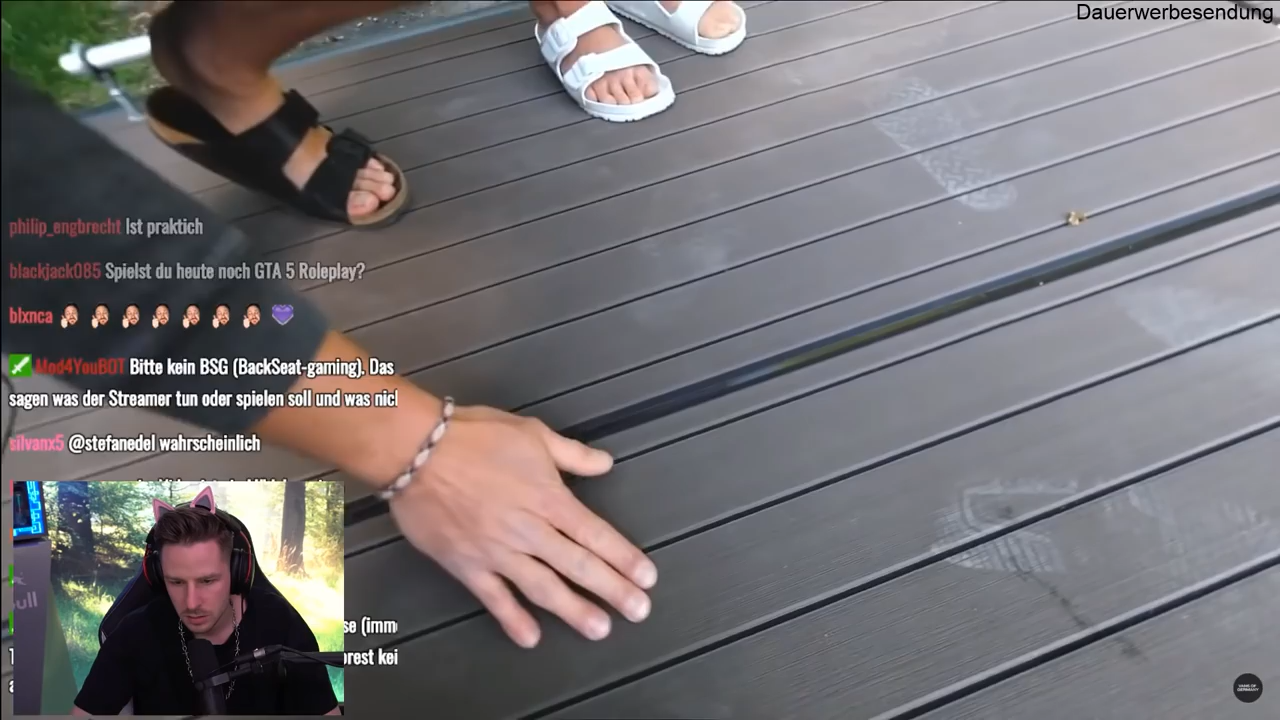 Dauerwerbesendung
philip_engbrecht Ist praktich
blackjack085 Spielst du heute noch GTA 5 Roleplay?
blxnca
Mod4YouBOT Bitte kein BSG (BackSeat-gaming). Das
sagen was der Streamer tun oder spielen soll und was nicl
silvanx5 @stefanedel wahrscheinlich
se (imm
orest kei